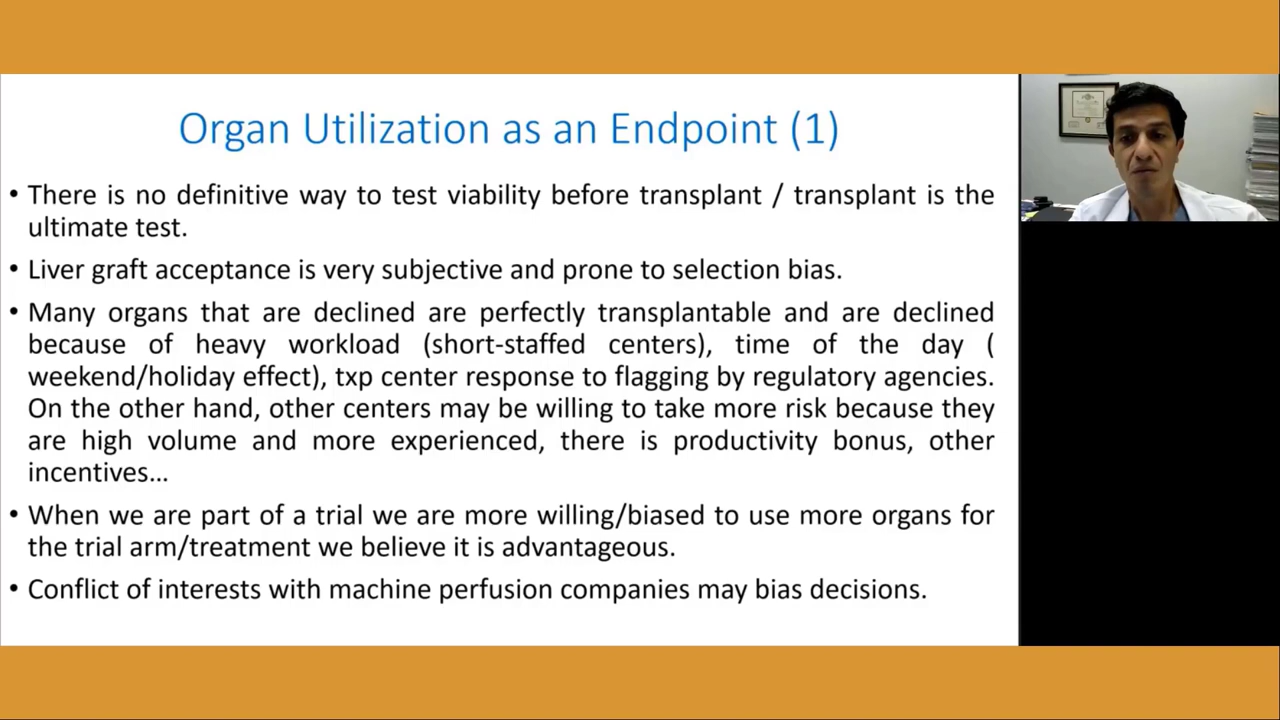 Organ Utilization as an Endpoint (1)
• There is no definitive way to test viability before transplant / transplant is the
ultimate test.
• Liver graft acceptance is very subjective and prone to selection bias.
• Many organs that are declined are perfectly transplantable and are declined
because of heavy workload (short-staffed centers), time of the day (
weekend/holiday effect), txp center response to flagging by regulatory agencies.
On the other hand, other centers may be willing to take more risk because they
are high volume and more experienced, there is productivity bonus, other
incentives...
• When we are part of a trial we are more willing/biased to use more organs for
the trial arm/treatment we believe it is advantageous.
• Conflict of interests with machine perfusion companies may bias decisions.